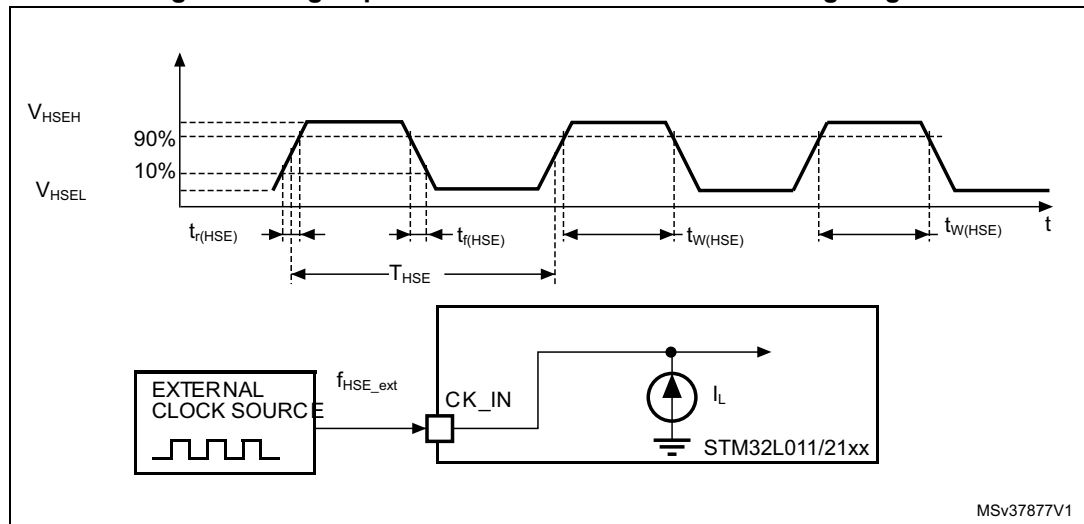 V_HSEH
90%
10%
V_HSEL
t_r(HSE)
t_f(HSE)
t_W(HSE)
t_W(HSE)
t
T_HSE
EXTERNAL
CLOCK SOURCE
f_HSE_ext
CK_IN
I_L
STM32L011/21xx
MSv37877V1